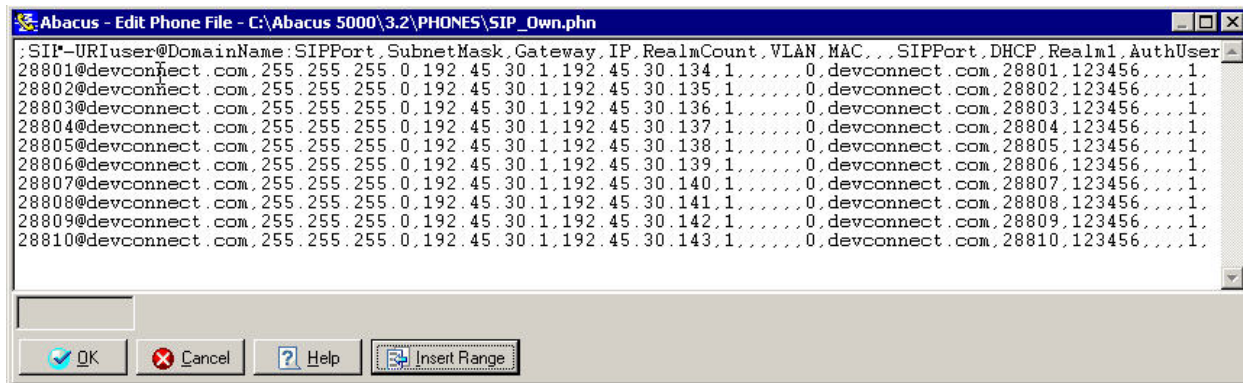 Abacus - Edit Phone File - C:\Abacus 5000\3.2\PHONES\SIP_Own.phn
;SIP-URIuser@DomainName:SIPPort,SubnetMask,Gateway,IP,RealmCount,VLAN,MAC,,,SIPPort,DHCP,Realm1,AuthUser
28801@devconnect.com,255.255.255.0,192.45.30.1,192.45.30.134,1,,,,,,0,devconnect.com,28801,123456,,,,1,
28802@devconnect.com,255.255.255.0,192.45.30.1,192.45.30.135,1,,,,,,0,devconnect.com,28802,123456,,,,1,
28803@devconnect.com,255.255.255.0,192.45.30.1,192.45.30.136,1,,,,,,0,devconnect.com,28803,123456,,,,1,
28804@devconnect.com,255.255.255.0,192.45.30.1,192.45.30.137,1,,,,,,0,devconnect.com,28804,123456,,,,1,
28805@devconnect.com,255.255.255.0,192.45.30.1,192.45.30.138,1,,,,,,0,devconnect.com,28805,123456,,,,1,
28806@devconnect.com,255.255.255.0,192.45.30.1,192.45.30.139,1,,,,,,0,devconnect.com,28806,123456,,,,1,
28807@devconnect.com,255.255.255.0,192.45.30.1,192.45.30.140,1,,,,,,0,devconnect.com,28807,123456,,,,1,
28808@devconnect.com,255.255.255.0,192.45.30.1,192.45.30.141,1,,,,,,0,devconnect.com,28808,123456,,,,1,
28809@devconnect.com,255.255.255.0,192.45.30.1,192.45.30.142,1,,,,,,0,devconnect.com,28809,123456,,,,1,
28810@devconnect.com,255.255.255.0,192.45.30.1,192.45.30.143,1,,,,,,0,devconnect.com,28810,123456,,,,1,
OK Cancel Help Insert Range